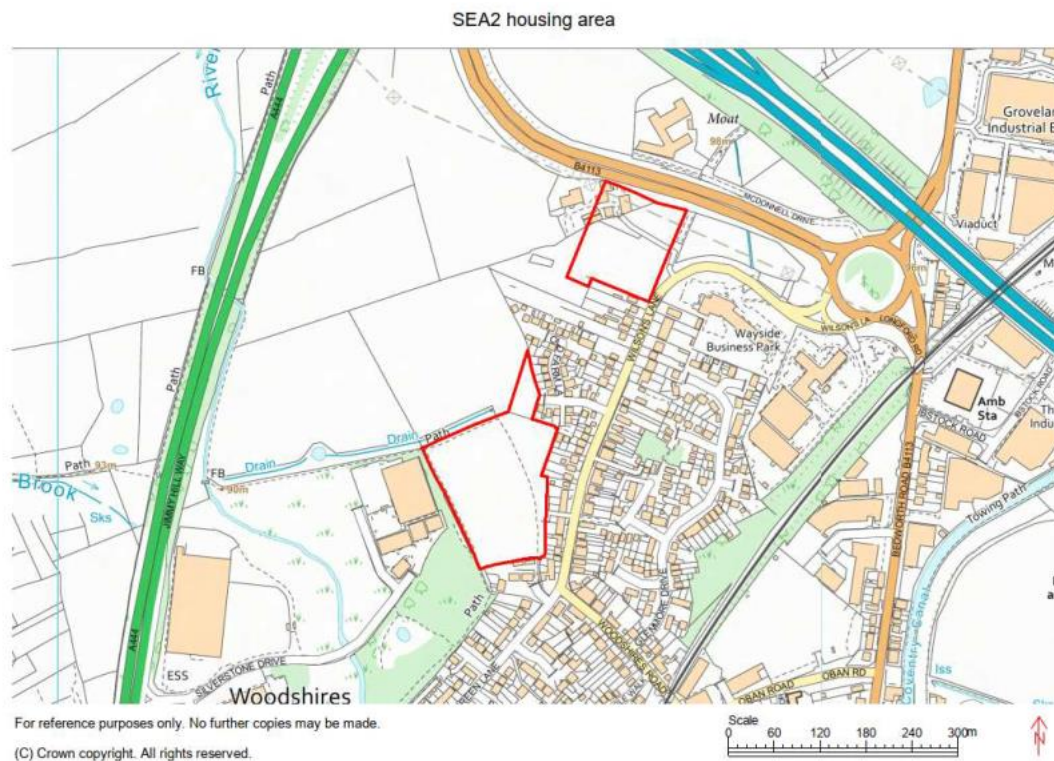 SEA2 housing area
River
Path
A444
Moat
98m
B4113
MCDONNELL DRIVE
Industrial E
Viaduct
FB
WILSONS LANE
WILSONS LA
LONGFORD RD
Wayside
Business Park
Path
Amb
Sta
BSTOCK ROAD
Drain
Path
Drain
Path
FB
90m
Brook
Sks
JIMMY HILL WAY
Towing Path
BEDWORTH ROAD B4113
Coventry Canal
Path
WOODSHIRES ROAD
OBAN ROAD
OBAN RD
Iss
A444
ESS
SILVERSTONE DRIVE
Woodshires
For reference purposes only. No further copies may be made.
(C) Crown copyright. All rights reserved.
Scale
0 60 120 180 240 300m
N